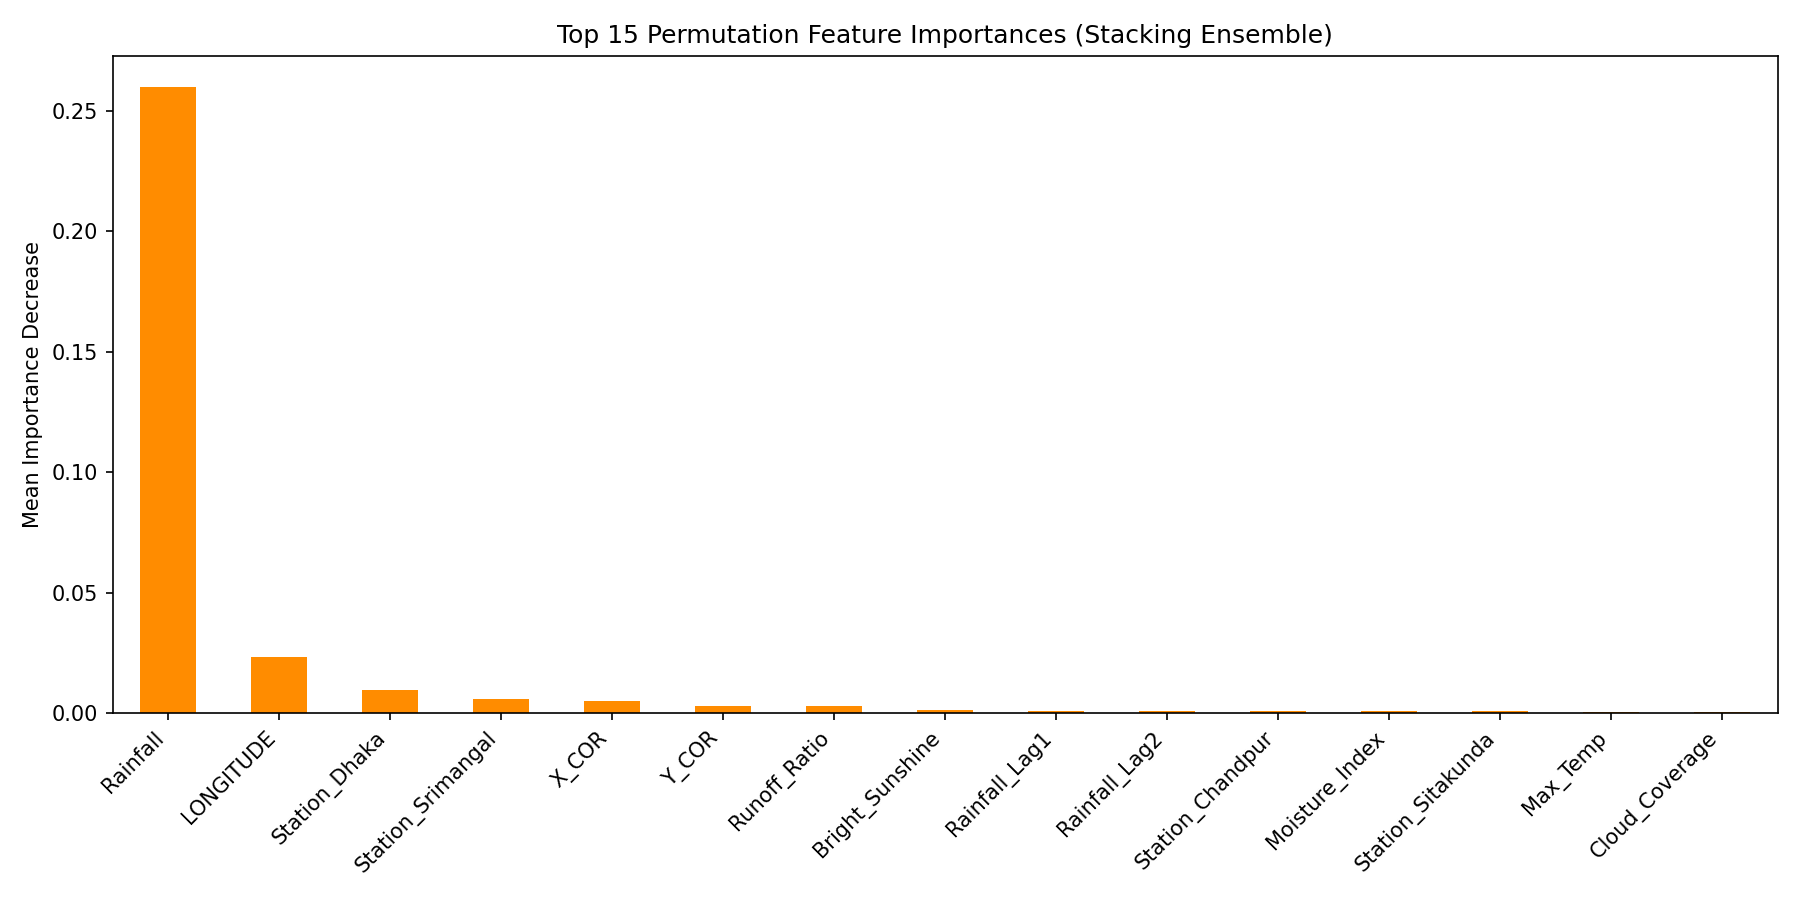 Top 15 Permutation Feature Importances (Stacking Ensemble)
Mean Importance Decrease
0.25
0.20
0.15
0.10
0.05
0.00
Rainfall
LONGITUDE
Station_Dhaka
Station_Srimangal
X_COR
Y_COR
Runoff_Ratio
Bright_Sunshine
Rainfall_Lag1
Rainfall_Lag2
Station_Chandpur
Moisture_Index
Station_Sitakunda
Max_Temp
Cloud_Coverage